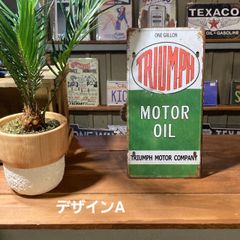 TEXACO
ONE GALLON
TRIUMPH
MOTOR
OIL
TRIUMPH MOTOR COMPANY
デザインA